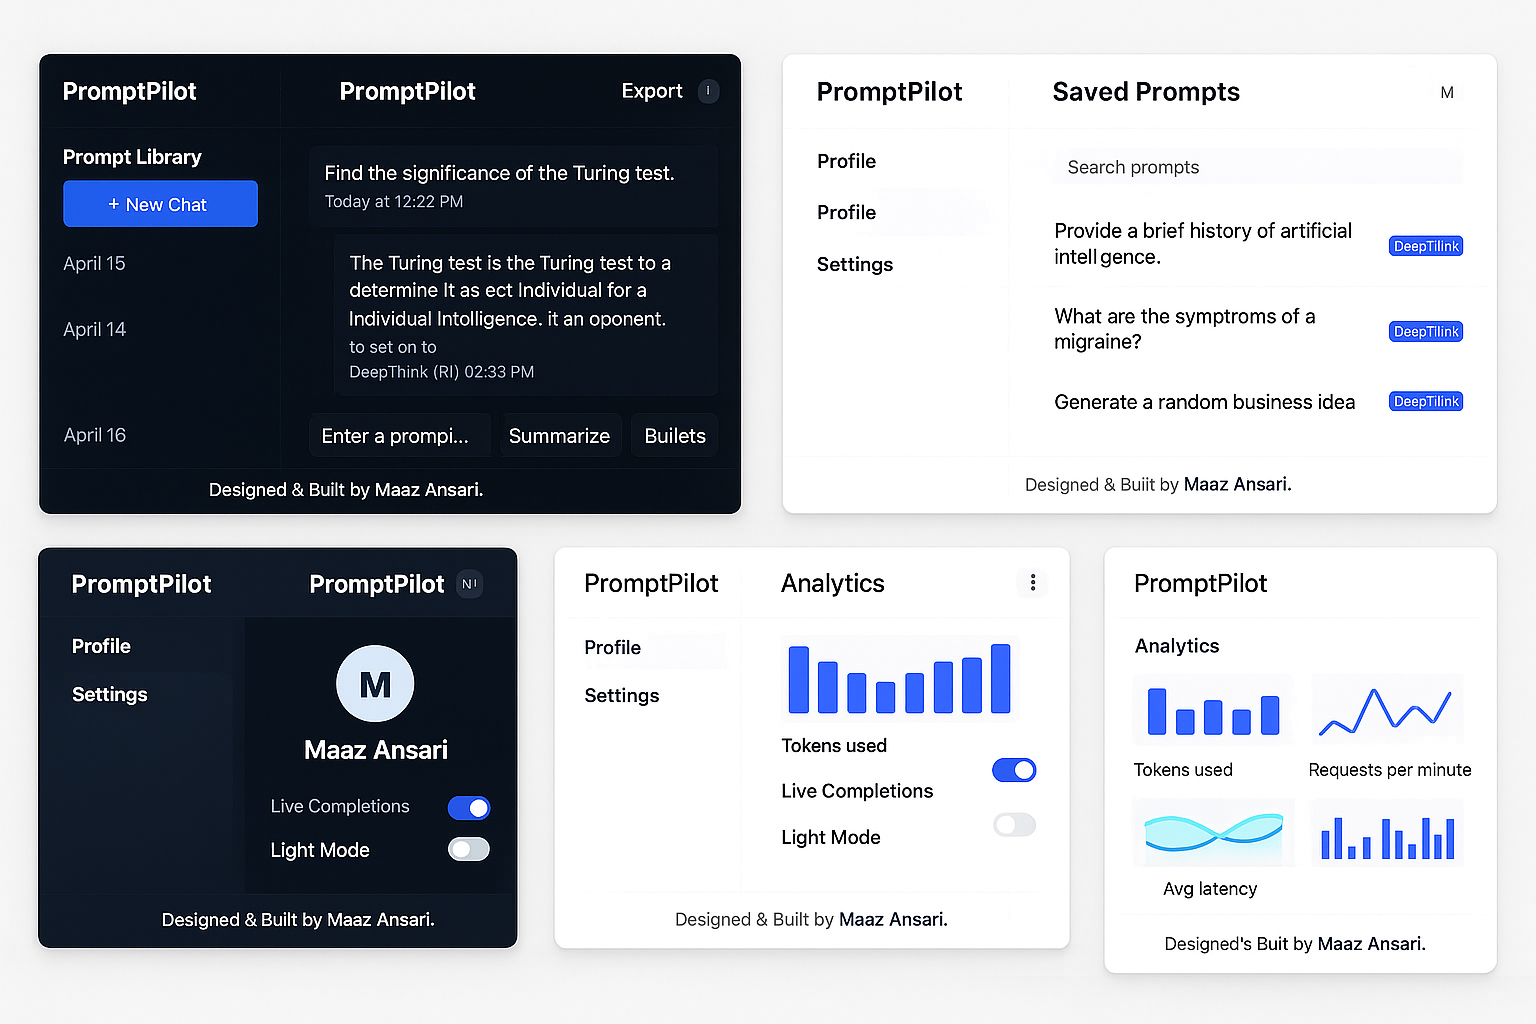 PromptPilot
PromptPilot
Export
I
Prompt Library
+ New Chat
April 15
April 14
April 16
Find the significance of the Turing test.
Today at 12:22 PM
The Turing test is the Turing test to a
determine It as ect Individual for a
Individual Intolligence. it an oponent.
to set on to
DeepThink (RI) 02:33 PM
Enter a prompi...
Summarize
Builets
Designed & Built by Maaz Ansari.
PromptPilot
Saved Prompts
M
Profile
Profile
Settings
Search prompts
Provide a brief history of artificial
intell gence.
DeepTilink
What are the symptroms of a
migraine?
DeepTilink
Generate a random business idea
DeepTilink
Designed & Buiit by Maaz Ansari.
PromptPilot
PromptPilot
N!
Profile
Settings
M
Maaz Ansari
Live Completions
Light Mode
Designed & Built by Maaz Ansari.
PromptPilot
Analytics
Profile
Settings
Tokens used
Live Completions
Light Mode
Designed & Built by Maaz Ansari.
PromptPilot
Analytics
Tokens used
Requests per minute
Avg latency
Designed's Buit by Maaz Ansari.